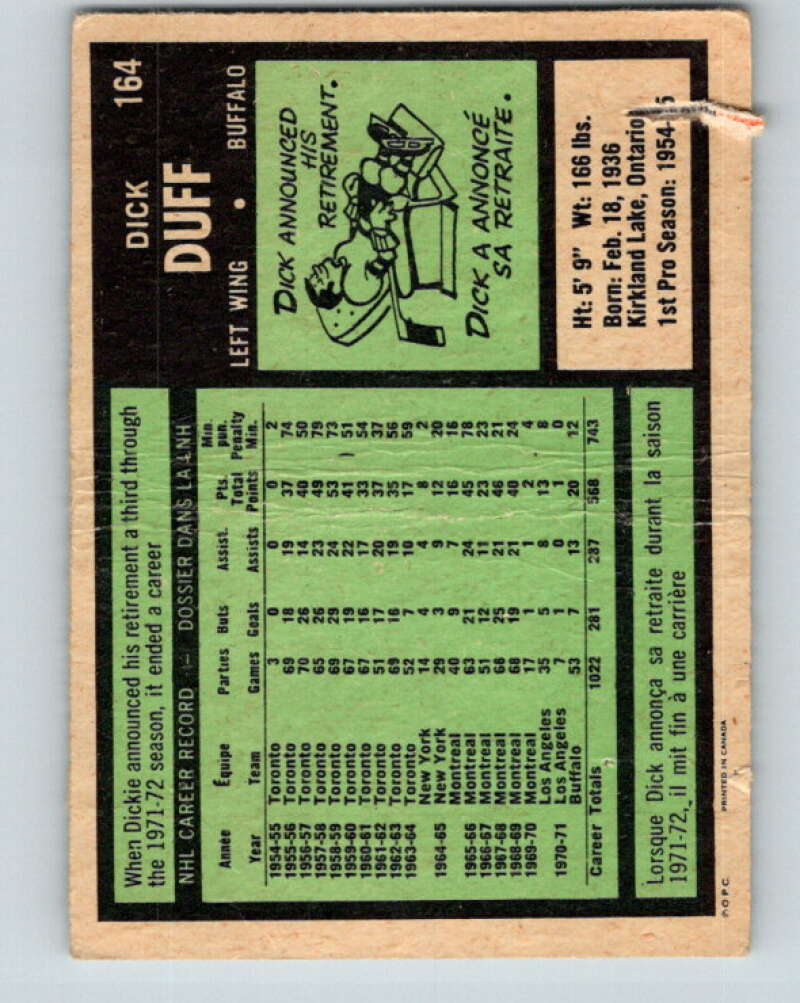 164
DICK
DUFF
LEFT WING • BUFFALO
DICK ANNOUNCED
HIS
RETIREMENT.
DICK A ANNONCÉ
SA RETRAITE.
Ht: 5' 9" Wt: 166 lbs.
Born: Feb. 18, 1936
Kirkland Lake, Ontario
1st Pro Season: 1954-55
When Dickie announced his retirement a third through
the 1971-72 season, it ended a career
NHL CAREER RECORD — DOSSIER DANS LA LNH
Année Équipe Parties Buts Assist. Pts. Min. pun.
Year Team Games Goals Assists Total Points Penalty Min.
1954-55 Toronto 3 0 0 0 2
1955-56 Toronto 69 18 19 37 74
1956-57 Toronto 70 26 14 40 50
1957-58 Toronto 65 26 23 49 79
1958-59 Toronto 69 29 24 53 73
1959-60 Toronto 67 19 22 41 51
1960-61 Toronto 67 16 17 33 54
1961-62 Toronto 51 17 20 37 37
1962-63 Toronto 69 16 19 35 56
1963-64 Toronto 52 7 10 17 59
New York 14 4 4 8 2
1964-65 New York 29 3 9 12 20
Montreal 40 9 7 16 16
1965-66 Montreal 63 21 24 45 78
1966-67 Montreal 51 12 11 23 23
1967-68 Montreal 66 25 21 46 21
1968-69 Montreal 68 19 21 40 24
1969-70 Montreal 17 1 1 2 4
Los Angeles 35 5 8 13 8
1970-71 Los Angeles 7 1 0 1 0
Buffalo 53 7 13 20 12
Career Totals 1022 281 287 568 743
Lorsque Dick annonça sa retraite durant la saison
1971-72, il mit fin à une carrière
© O.P.C. PRINTED IN CANADA